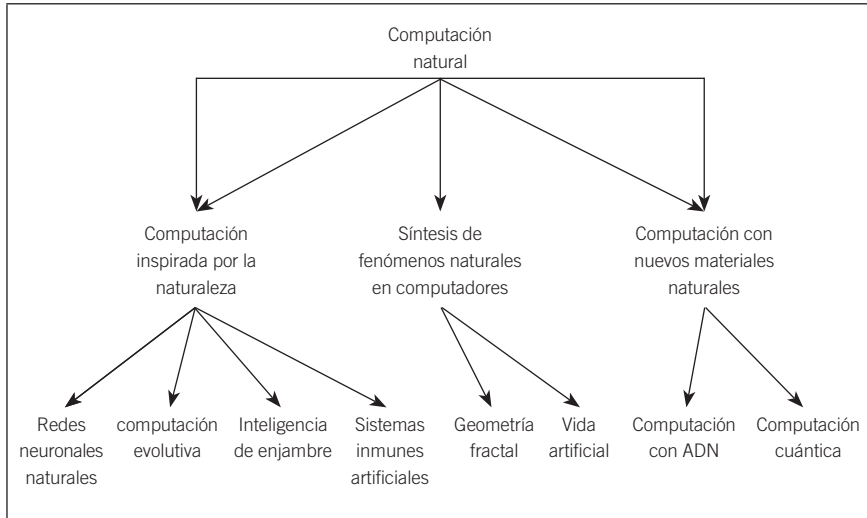 Computación
natural
Computación
inspirada por la
naturaleza
Síntesis de
fenómenos naturales
en computadores
Computación con
nuevos materiales
naturales
Redes
neuronales
naturales
computación
evolutiva
Inteligencia
de enjambre
Sistemas
inmunes
artificiales
Geometría
fractal
Vida
artificial
Computación
con ADN
Computación
cuántica